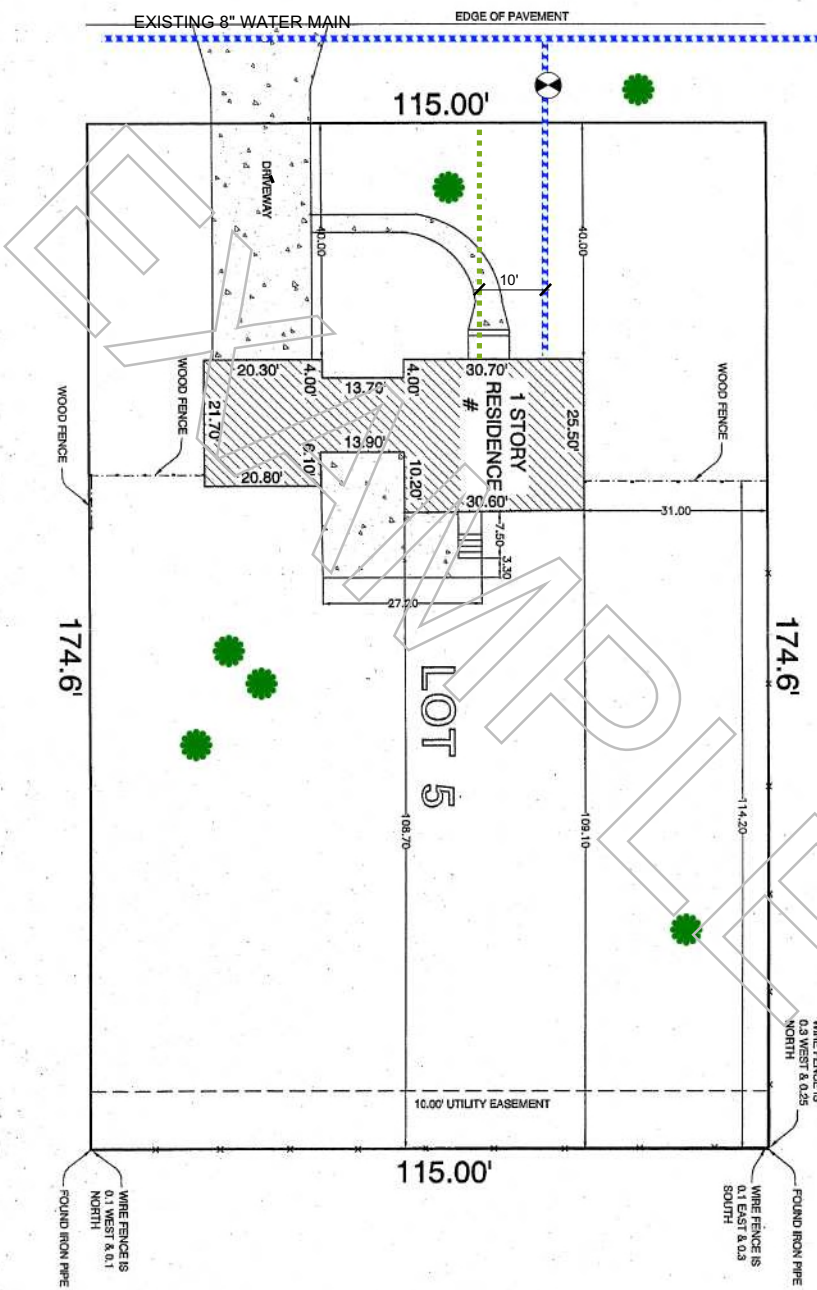 EXISTING 8" WATER MAIN
EDGE OF PAVEMENT
115.00'
DRIVEWAY
40.00
40.00
10'
WOOD FENCE
WOOD FENCE
WOOD FENCE
20.30'
4.00'
13.70'
4.00'
30.70'
1 STORY
RESIDENCE
#
25.50'
21.70'
13.90'
6.10'
10.20'
20.80'
30.60'
31.00
7.50
3.30
27.20
174.6'
174.6'
LOT 5
108.70
109.10
114.20
EXAMPLE
10.00' UTILITY EASEMENT
115.00'
WIRE FENCE IS
0.3 WEST & 0.25
NORTH
FOUND IRON PIPE
WIRE FENCE IS
0.1 EAST & 0.3
SOUTH
WIRE FENCE IS
0.1 WEST & 0.1
NORTH
FOUND IRON PIPE